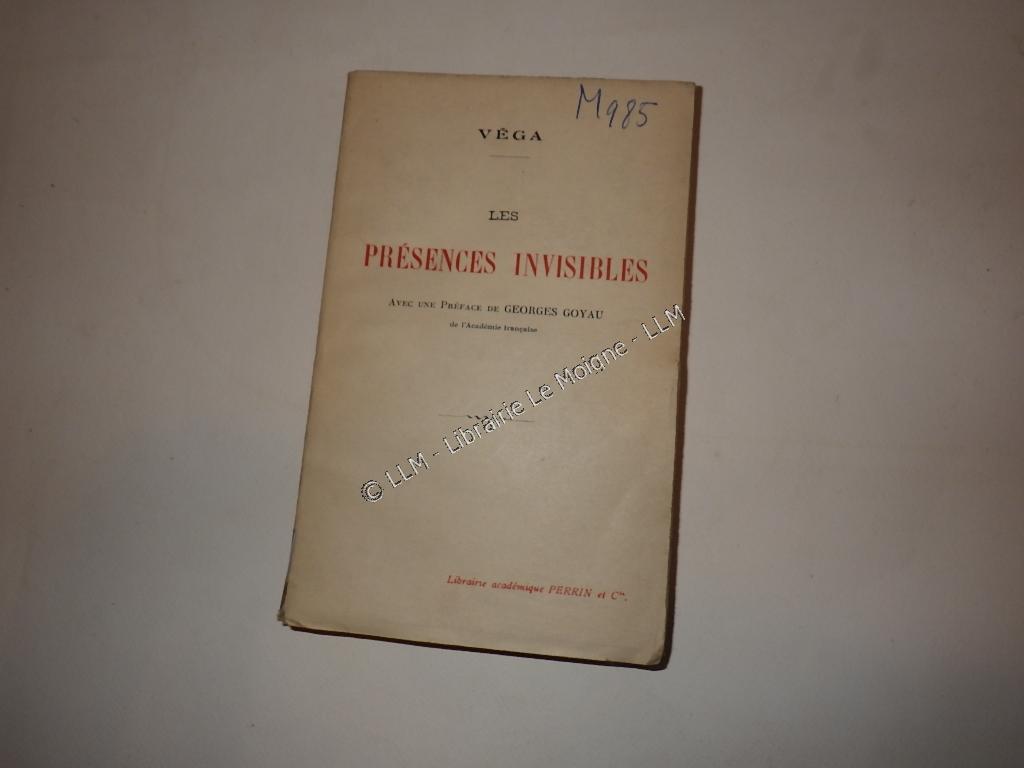 M985
VÉGA
LES
PRÉSENCES INVISIBLES
AVEC UNE PRÉFACE DE GEORGES GOYAU
de l'Académie française
© LLM - Librairie Le Moigne - LLM
Librairie académique PERRIN et Cie.